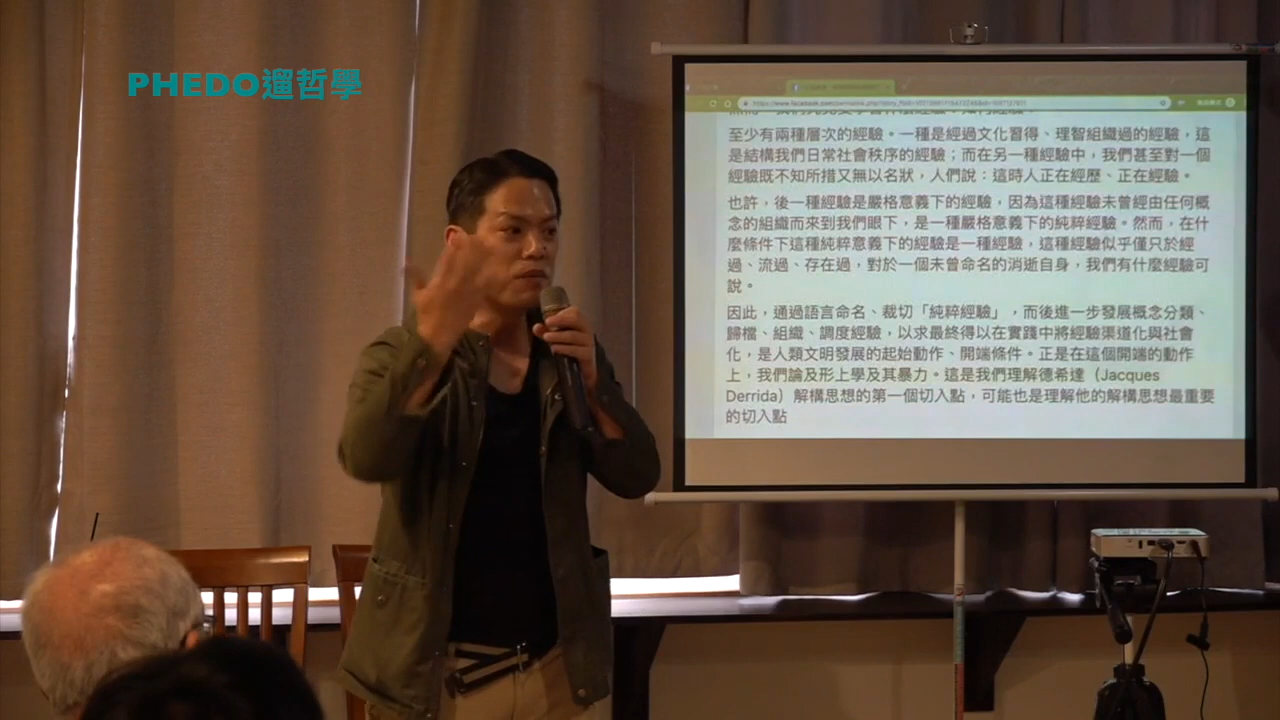 PHEDO遛哲學
至少有兩種層次的經驗。一種是經過文化習得、理智組織過的經驗，這
是結構我們日常社會秩序的經驗；而在另一種經驗中，我們甚至對一個
經驗既不知所措又無以名狀，人們說：這時人正在經歷、正在經驗。
也許，後一種經驗是嚴格意義下的經驗，因為這種經驗未曾經由任何概
念的組織而來到我們眼下，是一種嚴格意義下的純粹經驗。然而，在什
麼條件下這種純粹意義下的經驗是一種經驗，這種經驗似乎僅只於經
過、流過、存在過，對於一個未曾命名的消逝自身，我們有什麼經驗可
說。
因此，通過語言命名、裁切「純粹經驗」，而後進一步發展概念分類、
歸檔、組織、調度經驗，以求最終得以在實踐中將經驗渠道化與社會
化，是人類文明發展的起始動作、開端條件。正是在這個開端的動作
上，我們論及形上學及其暴力。這是我們理解德希達（Jacques
Derrida）解構思想的第一個切入點，可能也是理解他的解構思想最重要
的切入點